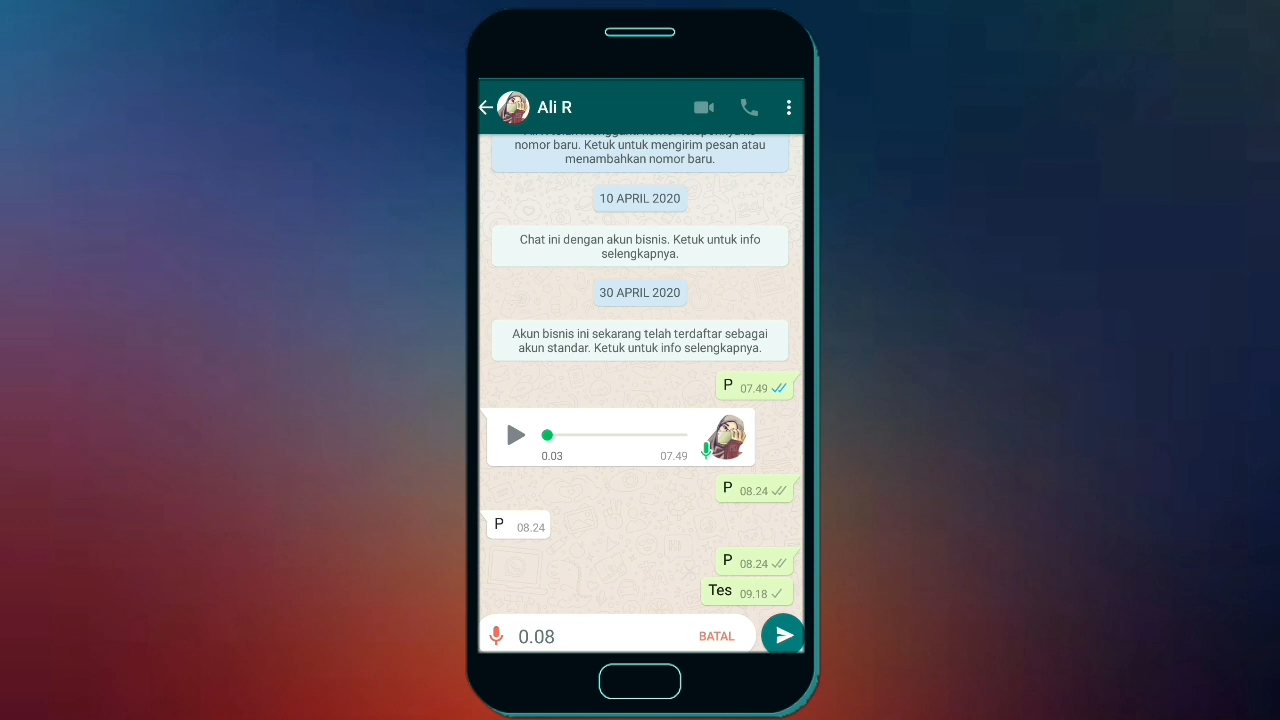 Ali R
nomor baru. Ketuk untuk mengirim pesan atau
menambahkan nomor baru.
10 APRIL 2020
Chat ini dengan akun bisnis. Ketuk untuk info
selengkapnya.
30 APRIL 2020
Akun bisnis ini sekarang telah terdaftar sebagai
akun standar. Ketuk untuk info selengkapnya.
P 07.49
0.03 07.49
P 08.24
P 08.24
P 08.24
Tes 09.18
0.08 BATAL